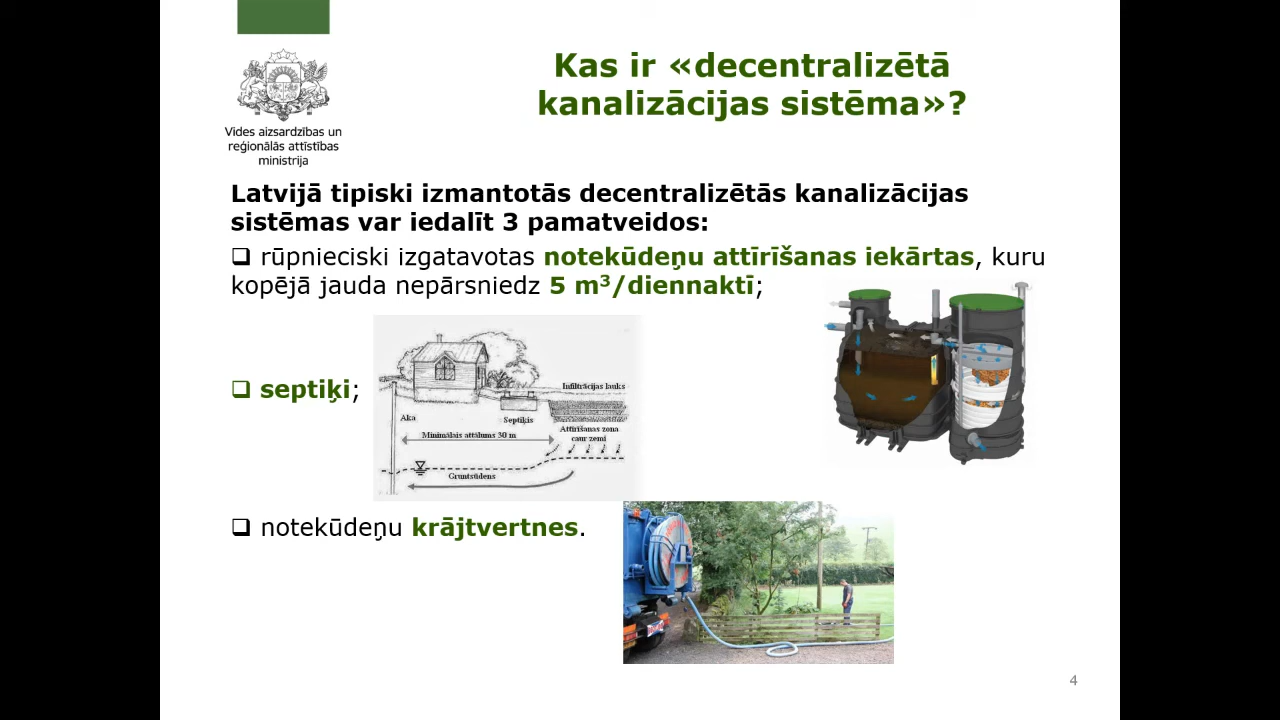 Kas ir «decentralizētā
kanalizācijas sistēma»?
Vides aizsardzības un
reģionālās attīstības
ministrija
Latvijā tipiski izmantotās decentralizētās kanalizācijas
sistēmas var iedalīt 3 pamatveidos:
❑ rūpnieciski izgatavotas notekūdeņu attīrīšanas iekārtas, kuru
kopējā jauda nepārsniedz 5 m³/diennaktī;
❑ septiķi;
Infiltrācijas lauks
Aka
Septiķis
Attīrīšanas zona
caur zemi
Minimālais attālums 30 m
Gruntsūdens
❑ notekūdeņu krājtvertnes.
4